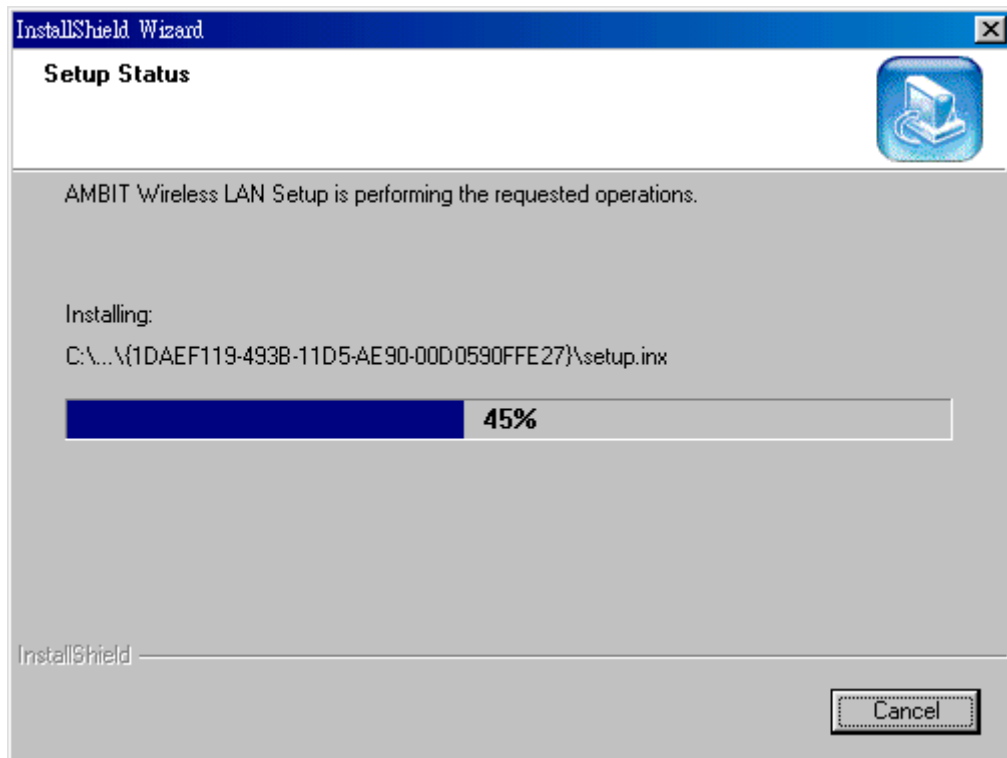 InstallShield Wizard
Setup Status
AMBIT Wireless LAN Setup is performing the requested operations.
Installing:
C:\...\{1DAEF119-493B-11D5-AE90-00D0590FFE27}\setup.inx
45%
InstallShield
Cancel